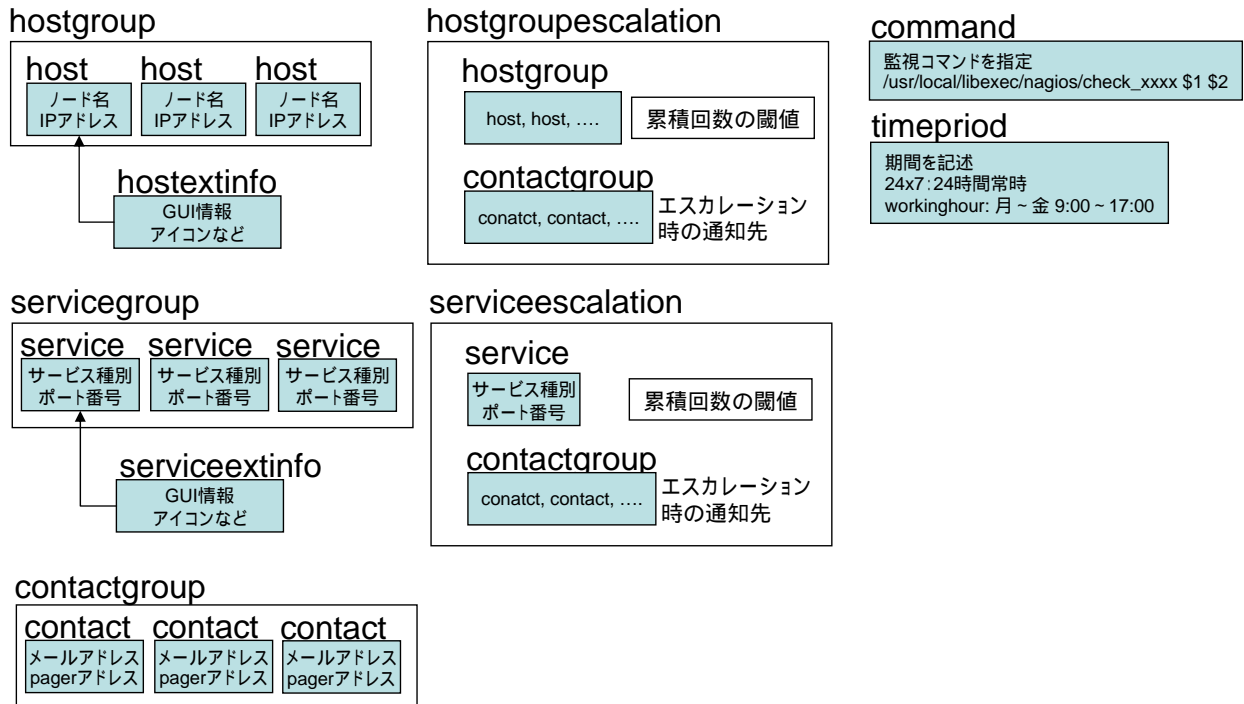 hostgroup
host host host
ノード名 ノード名 ノード名
IPアドレス IPアドレス IPアドレス
hostextinfo
GUI情報
アイコンなど
servicegroup
service service service
サービス種別 サービス種別 サービス種別
ポート番号 ポート番号 ポート番号
serviceextinfo
GUI情報
アイコンなど
contactgroup
contact contact contact
メールアドレス メールアドレス メールアドレス
pagerアドレス pagerアドレス pagerアドレス
hostgroupescalation
hostgroup
host, host, ….
累積回数の閾値
contactgroup
conatct, contact, ….
エスカレーション
時の通知先
serviceescalation
service
サービス種別
ポート番号
累積回数の閾値
contactgroup
conatct, contact, ….
エスカレーション
時の通知先
command
監視コマンドを指定
/usr/local/libexec/nagios/check_xxxx $1 $2
timepriod
期間を記述
24x7:24時間常時
workinghour: 月~金 9:00~17:00